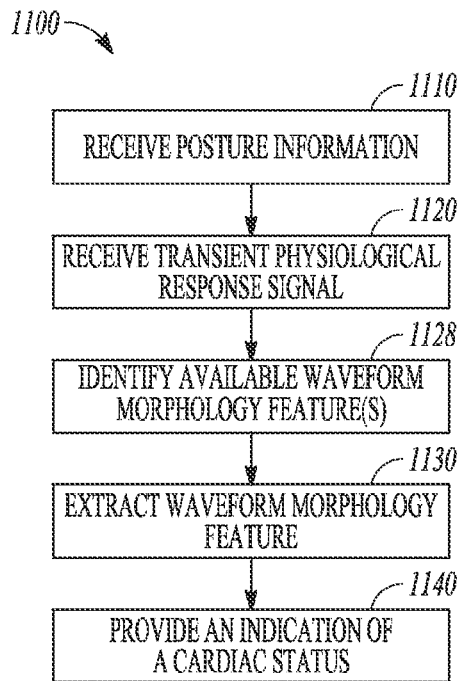 1100
1110
RECEIVE POSTURE INFORMATION
1120
RECEIVE TRANSIENT PHYSIOLOGICAL
RESPONSE SIGNAL
1128
IDENTIFY AVAILABLE WAVEFORM
MORPHOLOGY FEATURE(S)
1130
EXTRACT WAVEFORM MORPHOLOGY
FEATURE
1140
PROVIDE AN INDICATION OF
A CARDIAC STATUS